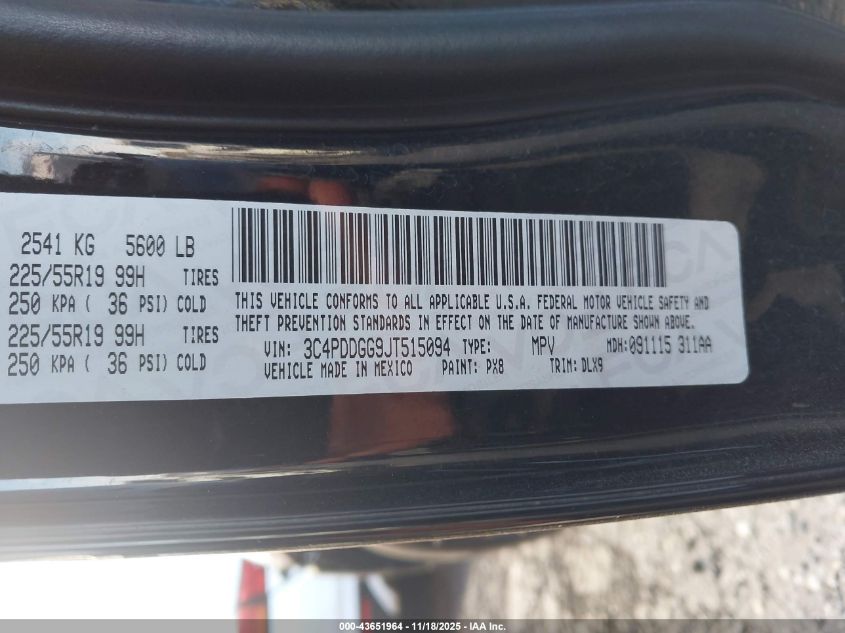 2541 KG 5600 LB
225/55R19 99H TIRES
250 KPA ( 36 PSI) COLD
225/55R19 99H TIRES
250 KPA ( 36 PSI) COLD
THIS VEHICLE CONFORMS TO ALL APPLICABLE U.S.A. FEDERAL MOTOR VEHICLE SAFETY AND
THEFT PREVENTION STANDARDS IN EFFECT ON THE DATE OF MANUFACTURE SHOWN ABOVE.
VIN: 3C4PDDGG9JT515094 TYPE: MPV MDH:091115 311AA
VEHICLE MADE IN MEXICO PAINT: PX8 TRIM: DLX9
000-43651964 - 11/18/2025 - IAA Inc.